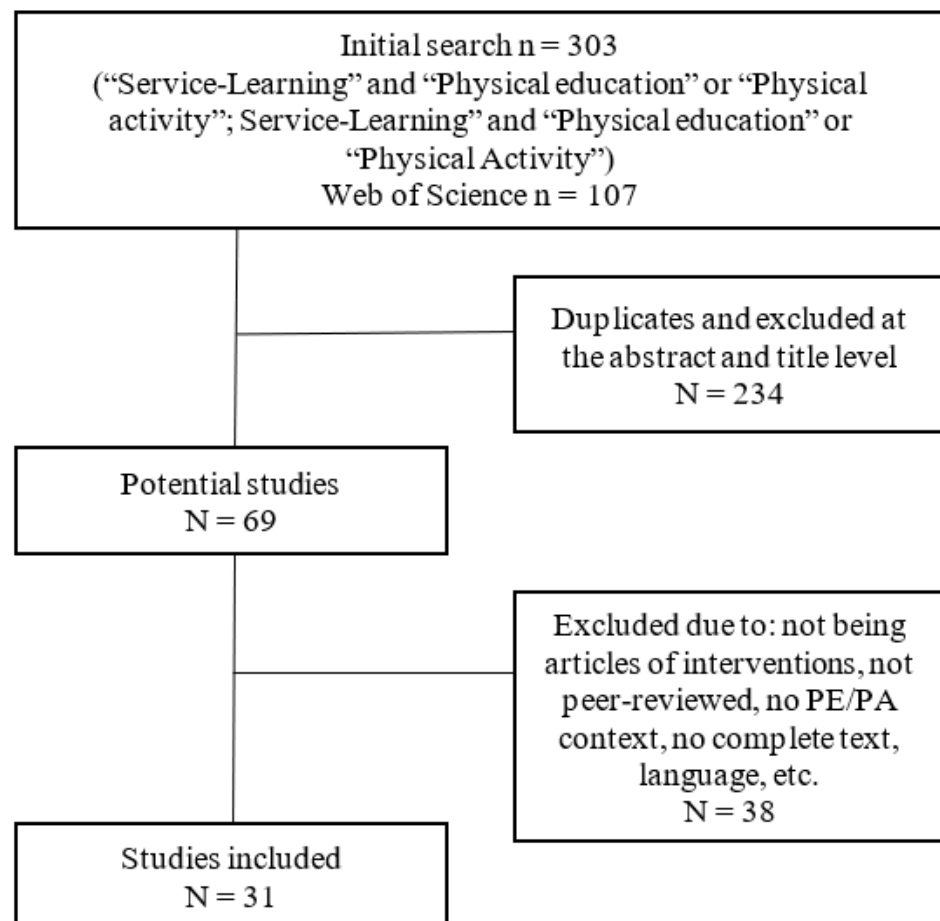 Initial search n = 303
(“Service-Learning” and “Physical education” or “Physical
activity”; Service-Learning” and “Physical education” or
“Physical Activity”)
Web of Science n = 107
Duplicates and excluded at
the abstract and title level
N = 234
Potential studies
N = 69
Excluded due to: not being
articles of interventions, not
peer-reviewed, no PE/PA
context, no complete text,
language, etc.
N = 38
Studies included
N = 31